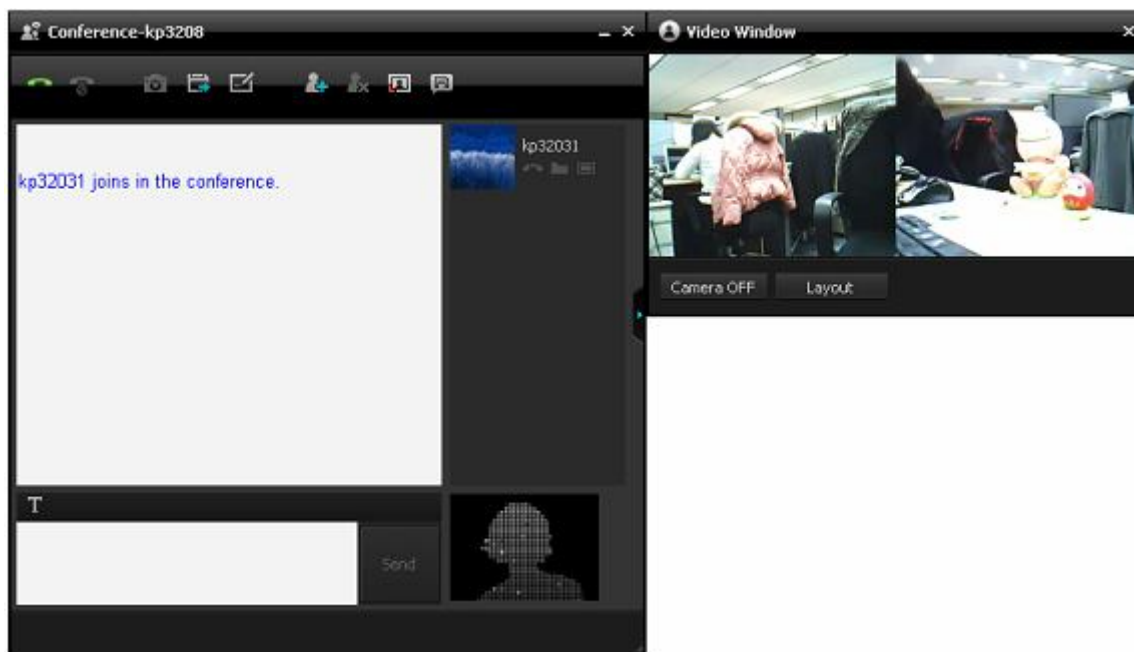 Conference-kp3208
Video Window
kp32031
kp32031 joins in the conference.
Camera OFF
Layout
T
Send